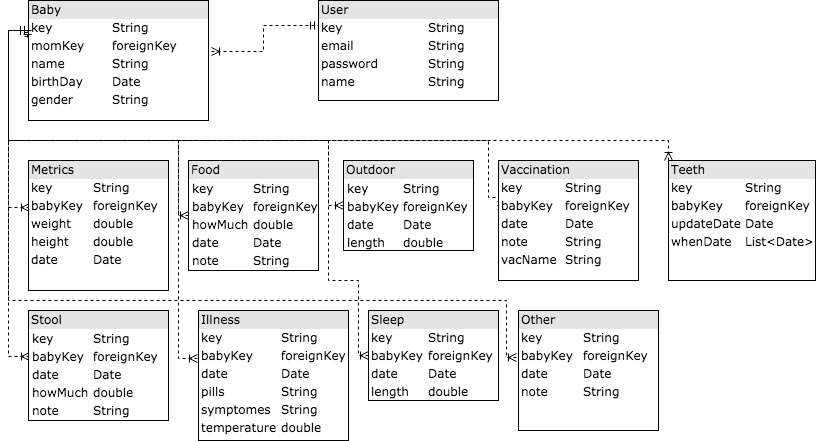 Baby
key String
momKey foreignKey
name String
birthDay Date
gender String
User
key String
email String
password String
name String
Metrics
key String
babyKey foreignKey
weight double
height double
date Date
Food
key String
babyKey foreignKey
howMuch double
date Date
note String
Outdoor
key String
babyKey foreignKey
date Date
length double
Vaccination
key String
babyKey foreignKey
date Date
note String
vacName String
Teeth
key String
babyKey foreignKey
updateDate Date
whenDate List<Date>
Stool
key String
babyKey foreignKey
date Date
howMuch double
note String
Illness
key String
babyKey foreignKey
date Date
pills String
symptomes String
temperature double
Sleep
key String
babyKey foreignKey
date Date
length double
Other
key String
babyKey foreignKey
date Date
note String